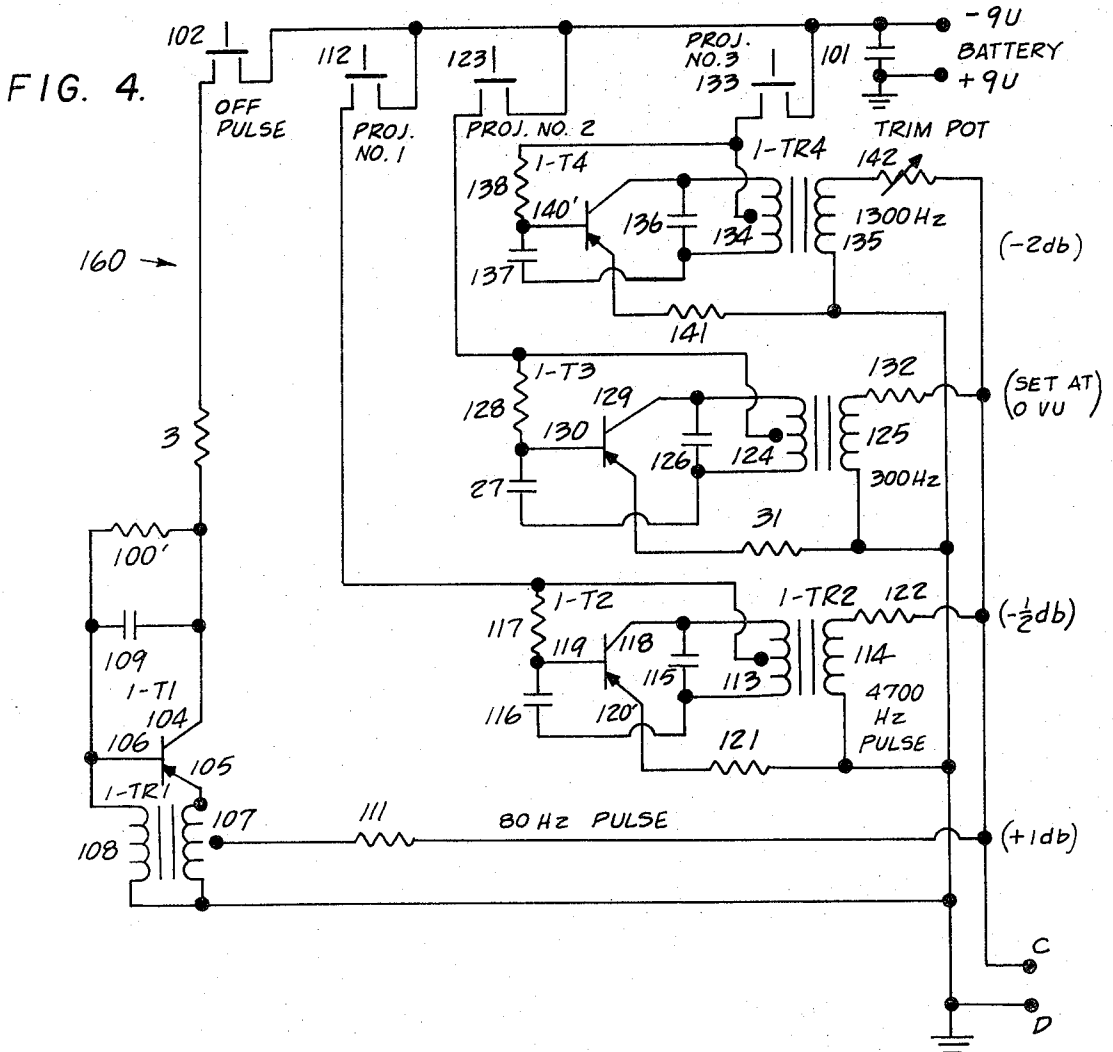 FIG. 4.
102
OFF
PULSE
112
PROJ.
NO. 1
123
PROJ. NO. 2
PROJ.
NO. 3
133
101
-9U
BATTERY
+9U
TRIM POT
1-T4
1-TR4
142
138
140'
136
134
1300 Hz
135
137
(-2db)
141
160
1-T3
129
132
(SET AT
0 VU)
128
130
126
124
125
300Hz
27
31
3
100'
1-T2
1-TR2
122
(-½db)
117
119
118
115
113
114
116
120'
4700
Hz
PULSE
121
109
1-T1
104
106
105
1-TR1
107
108
111
80 Hz PULSE
(+1db)
C
D